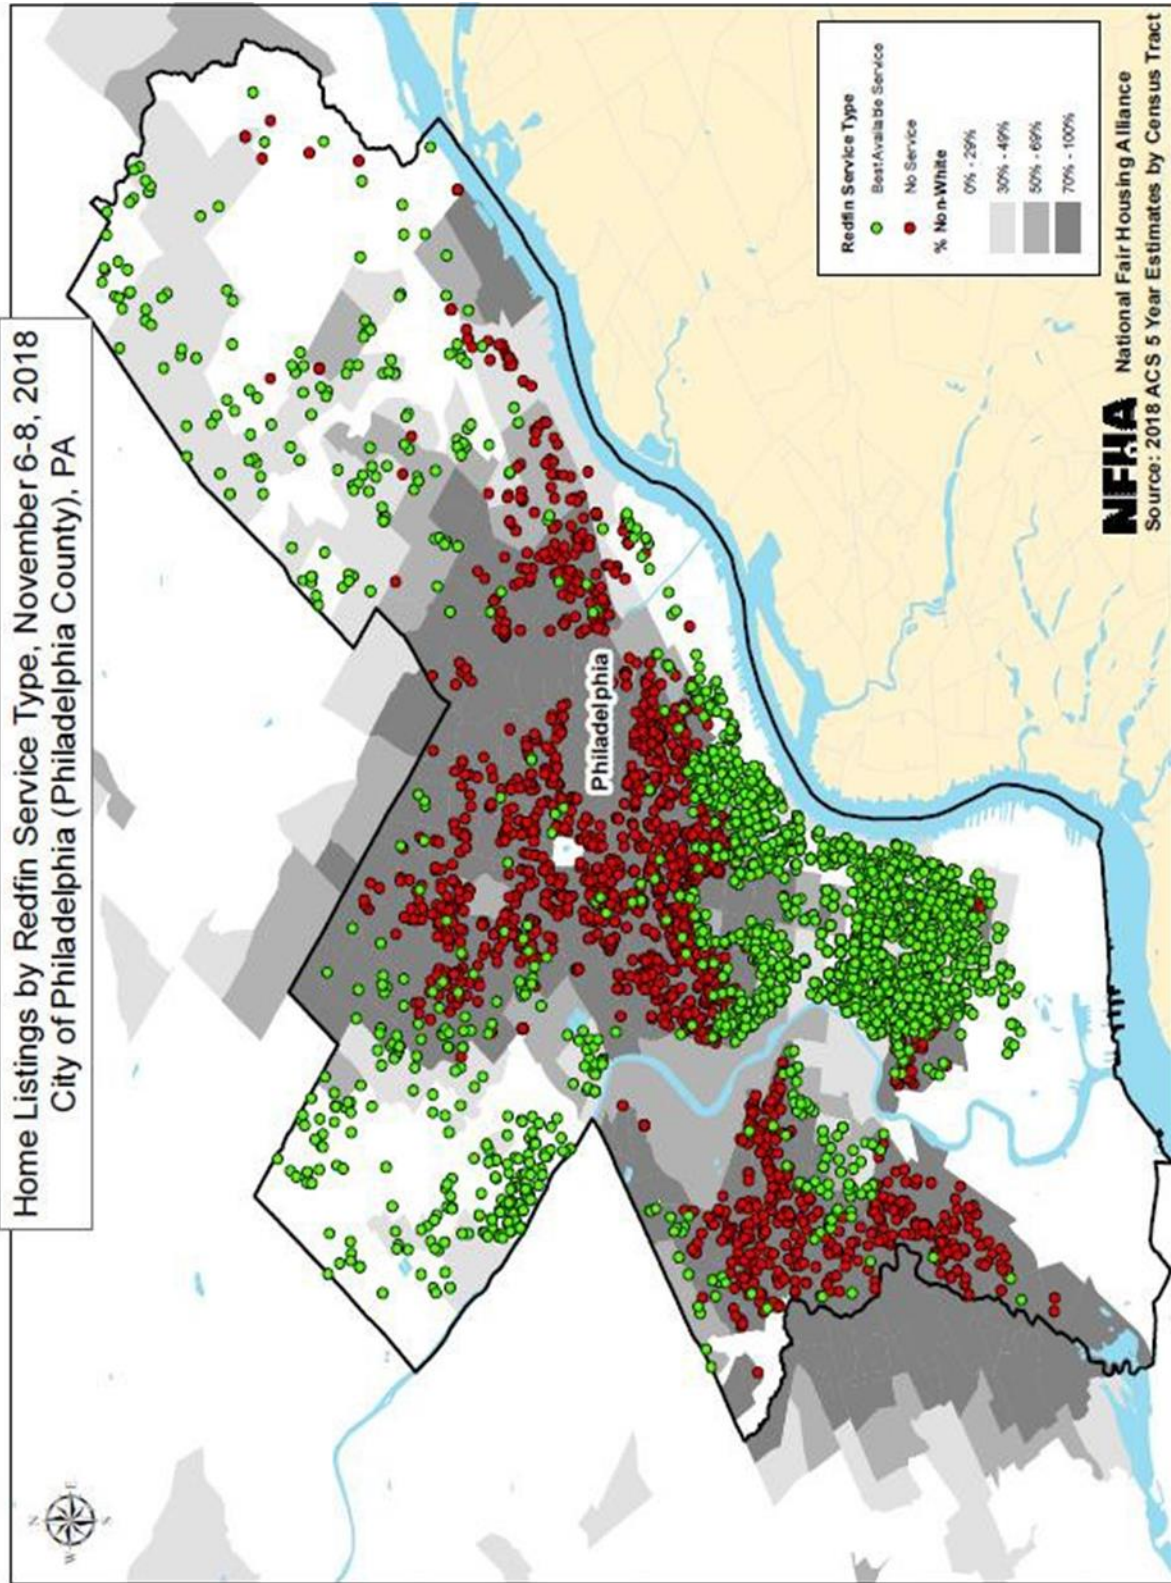 Home Listings by Redfin Service Type, November 6-8, 2018
City of Philadelphia (Philadelphia County), PA
N
W
E
S
Philadelphia
Redfin Service Type
Best Available Service
No Service
% Non-White
0% - 29%
30% - 49%
50% - 69%
70% - 100%
NFHA National Fair Housing Alliance
Source: 2018 ACS 5 Year Estimates by Census Tract